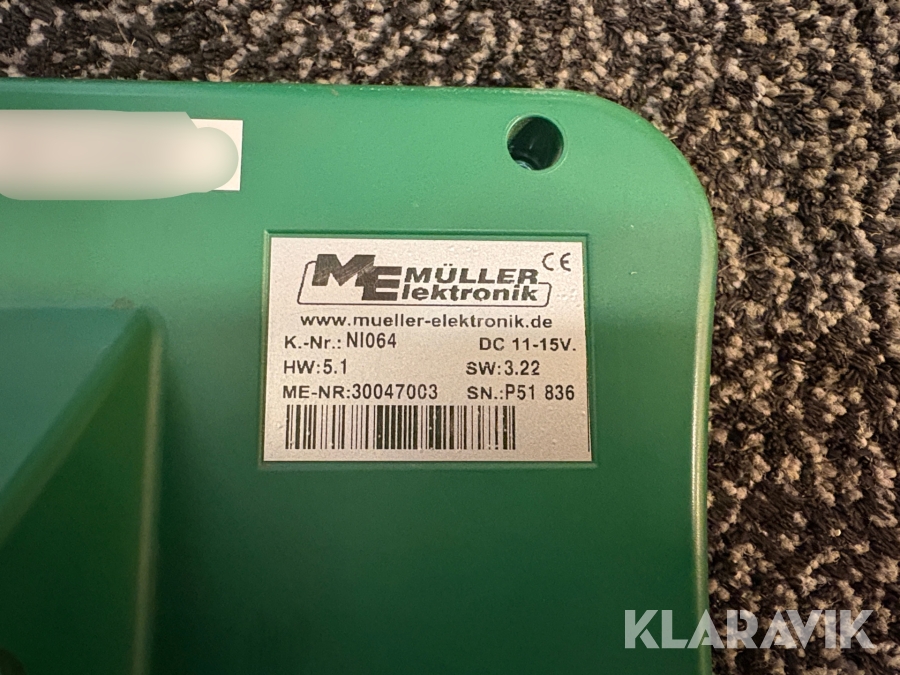 ME MÜLLER Elektronik CE
www.mueller-elektronik.de
K.-Nr.: NI064 DC 11-15V.
HW:5.1 SW:3.22
ME-NR:30047003 SN.:P51 836
KLARAVIK